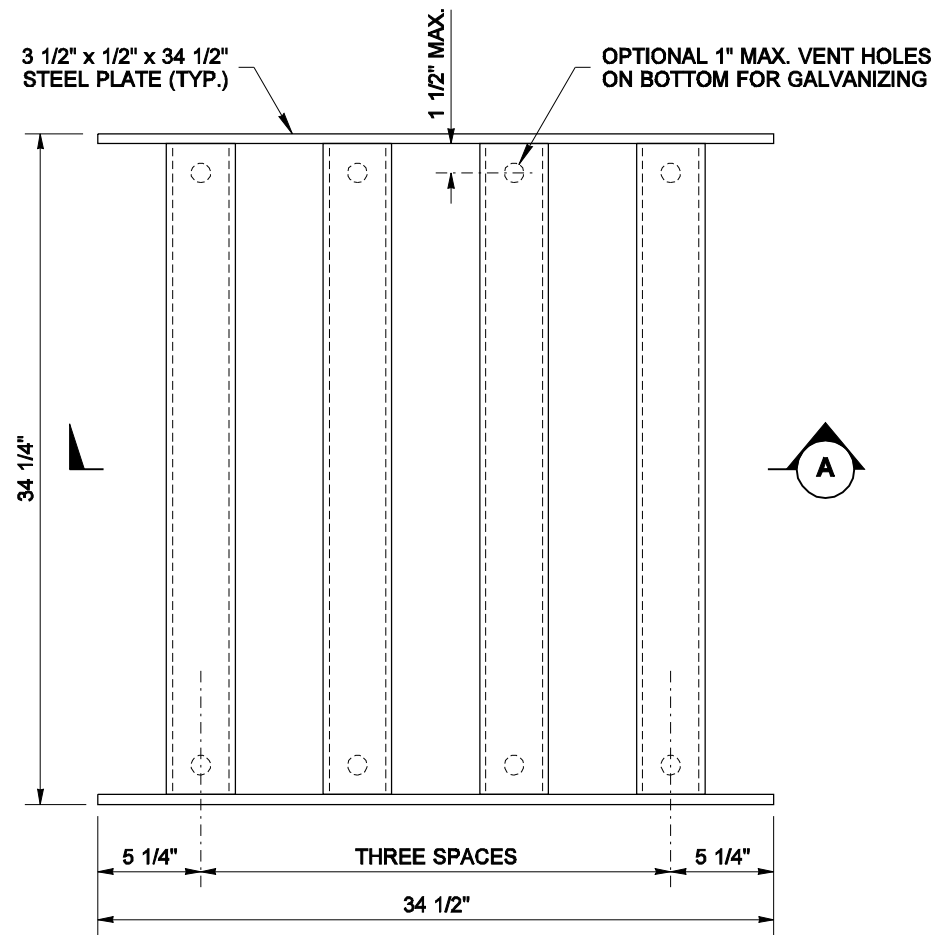 3 1/2" x 1/2" x 34 1/2"
STEEL PLATE (TYP.)
1 1/2" MAX.
OPTIONAL 1" MAX. VENT HOLES
ON BOTTOM FOR GALVANIZING
34 1/4"
A
5 1/4"
THREE SPACES
5 1/4"
34 1/2"